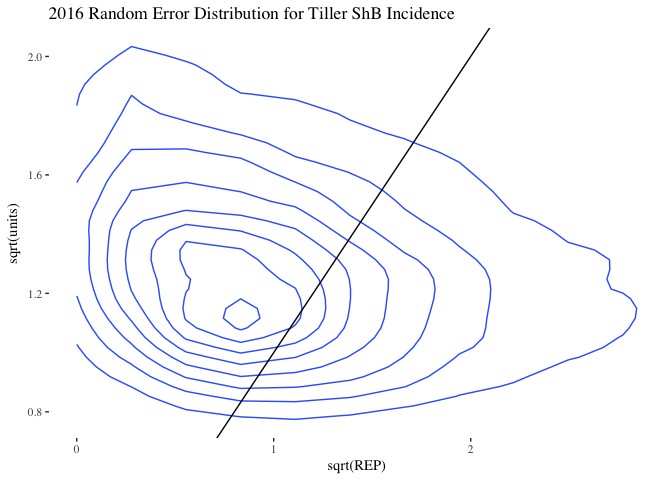 2016 Random Error Distribution for Tiller ShB Incidence
2.0
1.6
1.2
0.8
sqrt(units)
0
1
2
sqrt(REP)